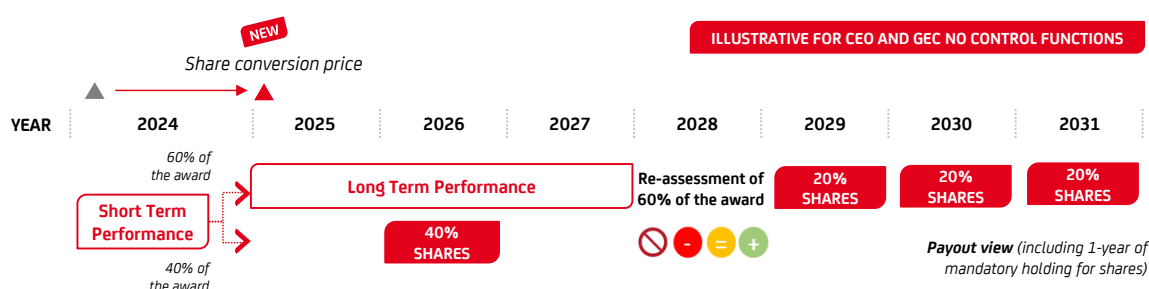 NEW
ILLUSTRATIVE FOR CEO AND GEC NO CONTROL FUNCTIONS
Share conversion price
YEAR 2024 2025 2026 2027 2028 2029 2030 2031
60% of
the award
Short Term
Performance
40% of
the award
Long Term Performance
40%
SHARES
Re-assessment of
60% of the award
- = +
20%
SHARES
20%
SHARES
20%
SHARES
Payout view (including 1-year of
mandatory holding for shares)